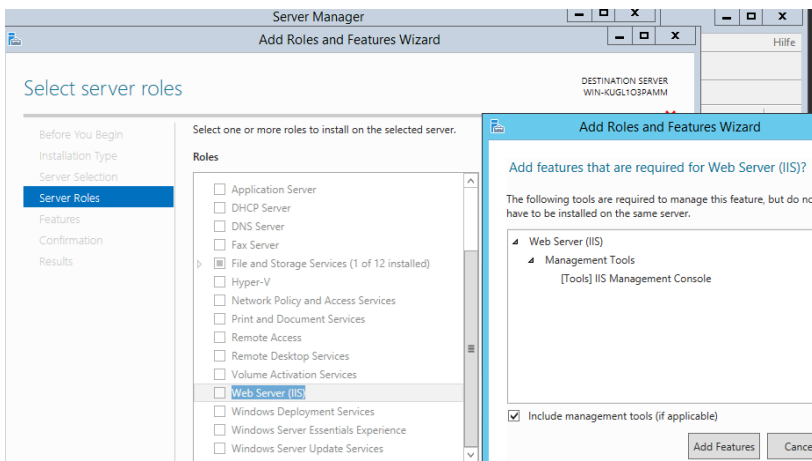 Server Manager
Add Roles and Features Wizard
Hilfe
Select server roles
DESTINATION SERVER
WIN-KUGL1O3PAMM
Before You Begin
Installation Type
Server Selection
Server Roles
Features
Confirmation
Results
Select one or more roles to install on the selected server.
Roles
Application Server
DHCP Server
DNS Server
Fax Server
File and Storage Services (1 of 12 installed)
Hyper-V
Network Policy and Access Services
Print and Document Services
Remote Access
Remote Desktop Services
Volume Activation Services
Web Server (IIS)
Windows Deployment Services
Windows Server Essentials Experience
Windows Server Update Services
Add Roles and Features Wizard
Add features that are required for Web Server (IIS)?
The following tools are required to manage this feature, but do no
have to be installed on the same server.
Web Server (IIS)
Management Tools
[Tools] IIS Management Console
Include management tools (if applicable)
Add Features
Cance